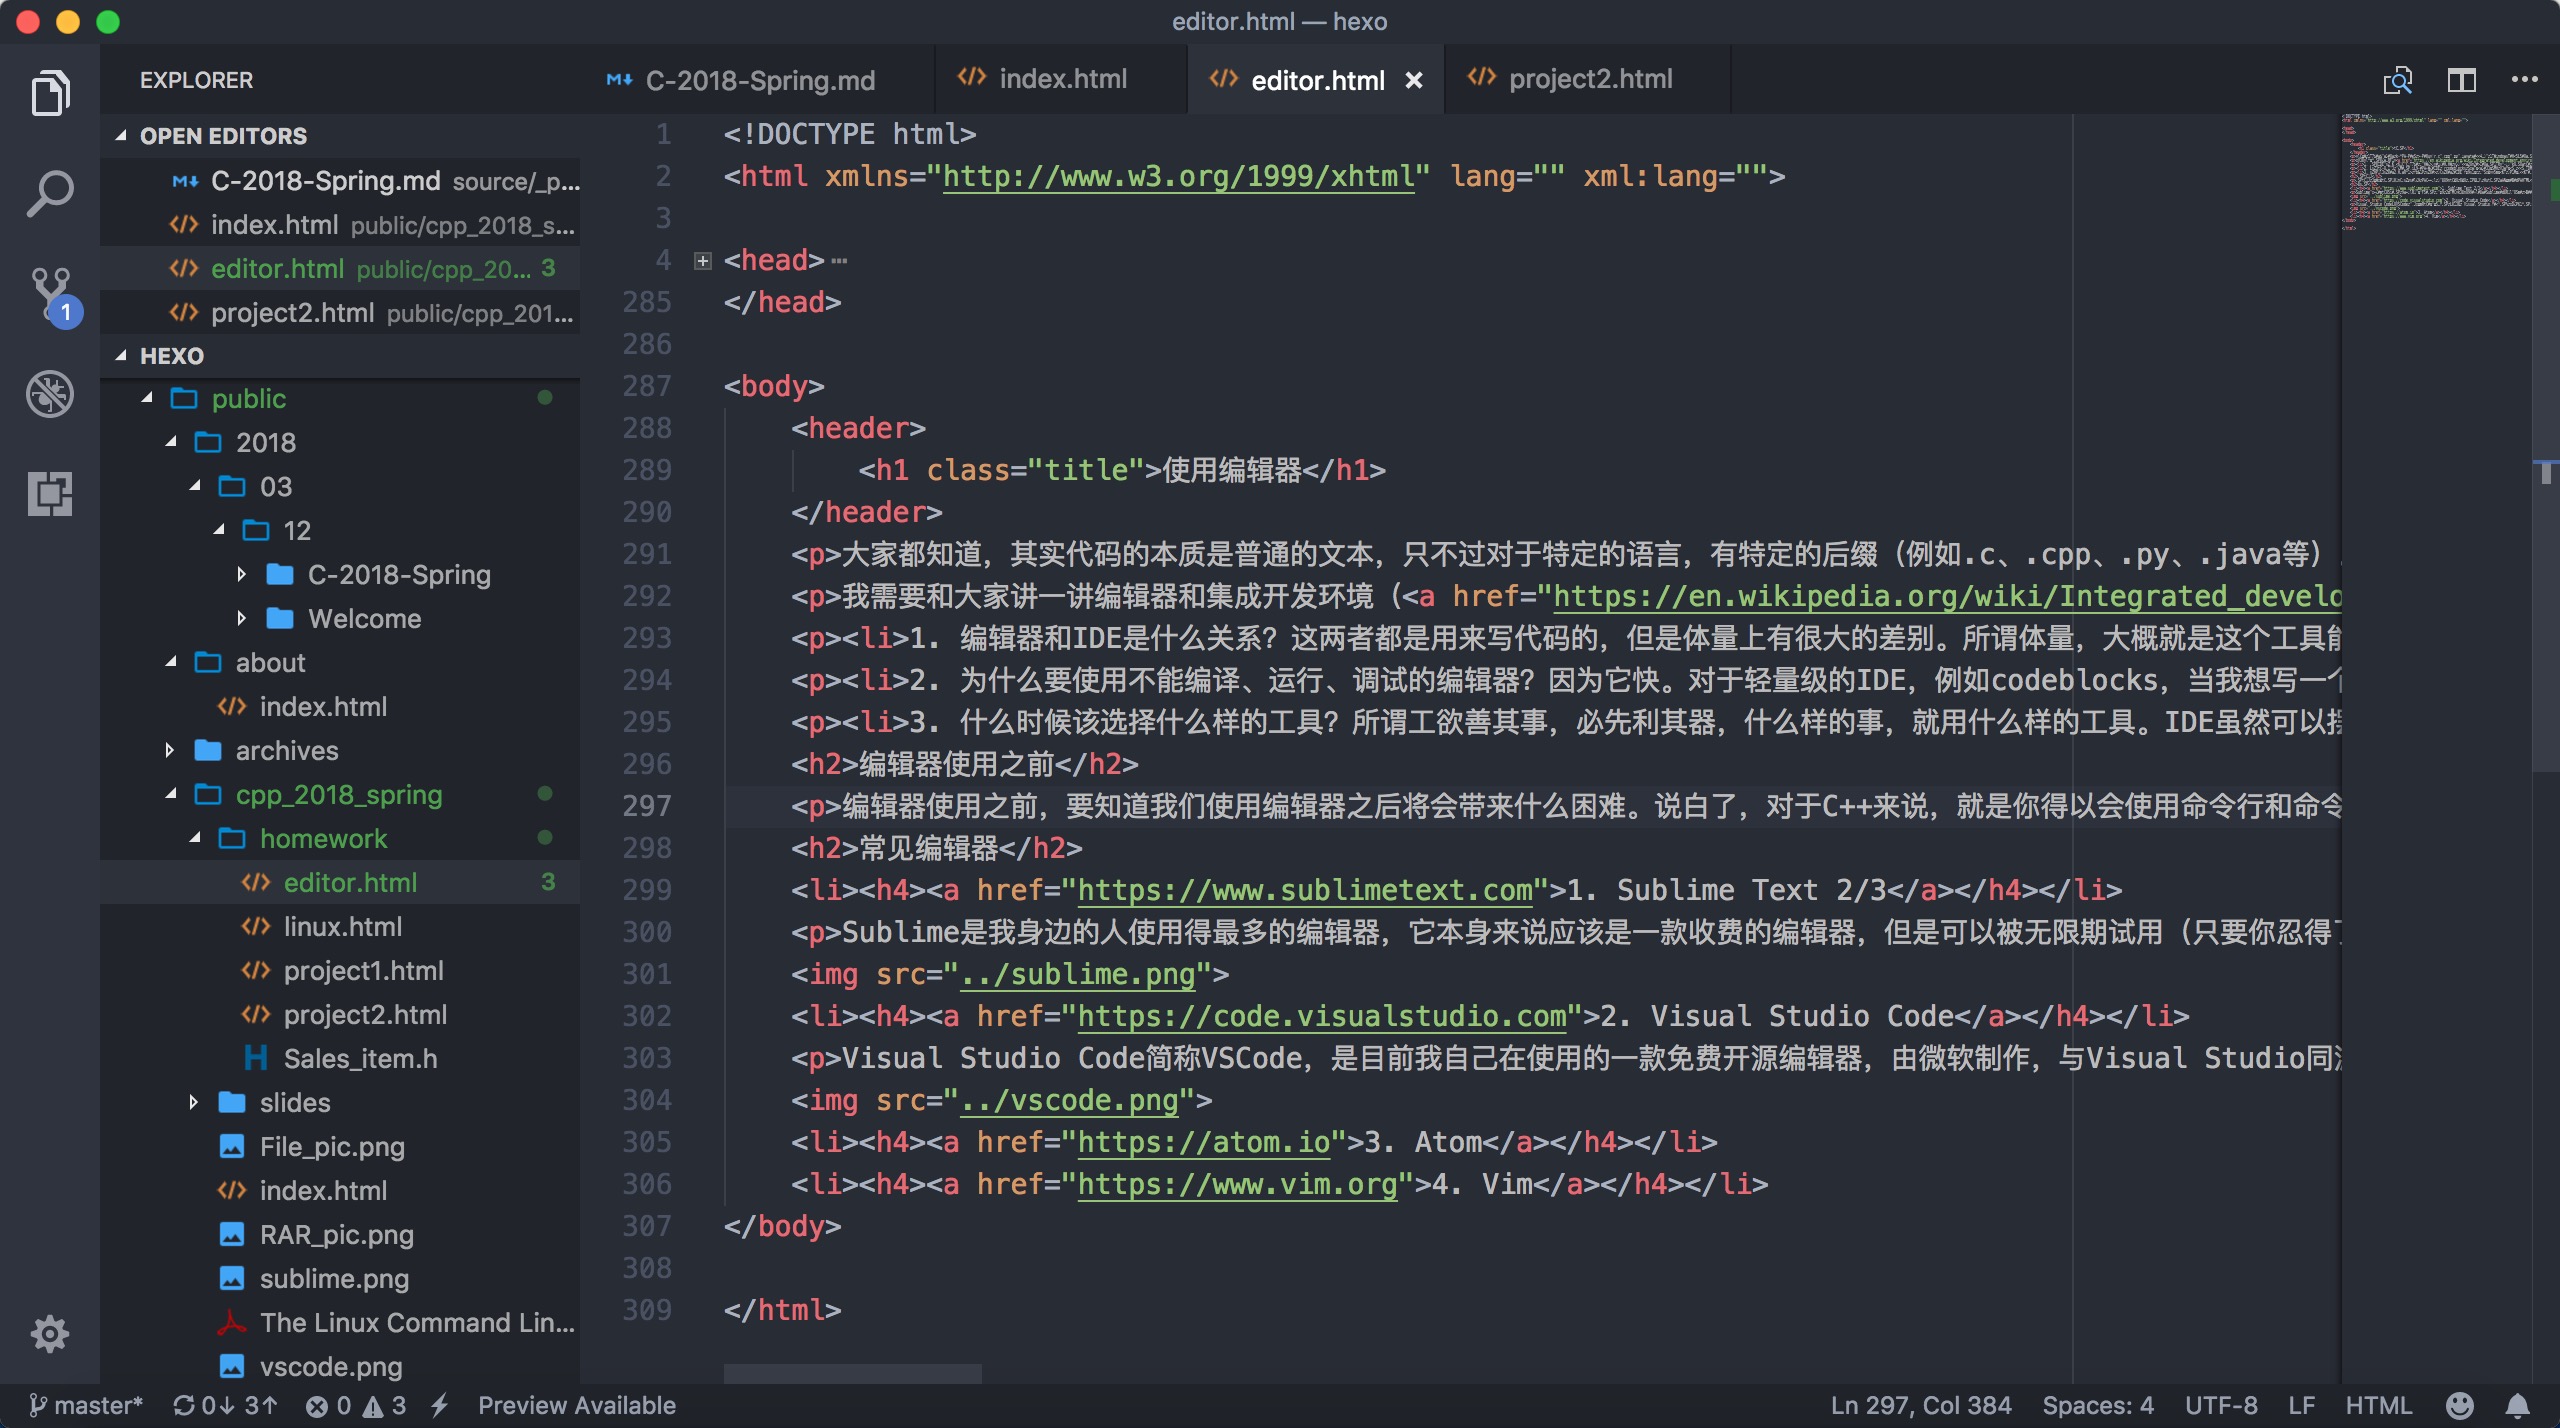 editor.html — hexo
EXPLORER
OPEN EDITORS
C-2018-Spring.md source/_p...
index.html public/cpp_2018_s...
editor.html public/cpp_20... 3
project2.html public/cpp_201...
HEXO
public
2018
03
12
C-2018-Spring
Welcome
about
index.html
archives
cpp_2018_spring
homework
editor.html 3
linux.html
project1.html
project2.html
Sales_item.h
slides
File_pic.png
index.html
RAR_pic.png
sublime.png
The Linux Command Lin...
vscode.png
1
C-2018-Spring.md index.html editor.html × project2.html
1 <!DOCTYPE html>
2 <html xmlns="http://www.w3.org/1999/xhtml" lang="" xml:lang="">
3
4 <head>
285 </head>
286
287 <body>
288 <header>
289 <h1 class="title">使用编辑器</h1>
290 </header>
291 <p>大家都知道，其实代码的本质是普通的文本，只不过对于特定的语言，有特定的后缀（例如.c、.cpp、.py、.java等）
292 <p>我需要和大家讲一讲编辑器和集成开发环境（<a href="https://en.wikipedia.org/wiki/Integrated_develo
293 <p><li>1. 编辑器和IDE是什么关系？这两者都是用来写代码的，但是体量上有很大的差别。所谓体量，大概就是这个工具能
294 <p><li>2. 为什么要使用不能编译、运行、调试的编辑器？因为它快。对于轻量级的IDE，例如codeblocks，当我想写一个
295 <p><li>3. 什么时候该选择什么样的工具？所谓工欲善其事，必先利其器，什么样的事，就用什么样的工具。IDE虽然可以
296 <h2>编辑器使用之前</h2>
297 <p>编辑器使用之前，要知道我们使用编辑器之后将会带来什么困难。说白了，对于C++来说，就是你得以会使用命令行和命令
298 <h2>常见编辑器</h2>
299 <li><h4><a href="https://www.sublimetext.com">1. Sublime Text 2/3</a></h4></li>
300 <p>Sublime是我身边的人使用得最多的编辑器，它本身来说应该是一款收费的编辑器，但是可以被无限期试用（只要你忍得了
301 <img src="../sublime.png">
302 <li><h4><a href="https://code.visualstudio.com">2. Visual Studio Code</a></h4></li>
303 <p>Visual Studio Code简称VSCode，是目前我自己在使用的一款免费开源编辑器，由微软制作，与Visual Studio同
304 <img src="../vscode.png">
305 <li><h4><a href="https://atom.io">3. Atom</a></h4></li>
306 <li><h4><a href="https://www.vim.org">4. Vim</a></h4></li>
307 </body>
308
309 </html>
master* 0↓ 3↑ 0 3 Preview Available Ln 297, Col 384 Spaces: 4 UTF-8 LF HTML